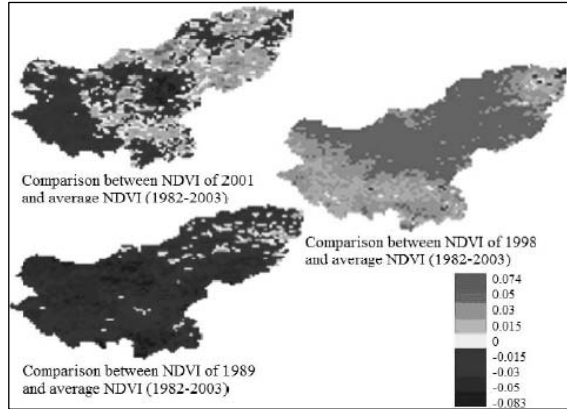 Comparison between NDVI of 2001
and average NDVI (1982-2003)
Comparison between NDVI of 1998
and average NDVI (1982-2003)
0.074
0.05
0.03
0.015
0
-0.015
-0.03
-0.05
-0.083
Comparison between NDVI of 1989
and average NDVI (1982-2003)